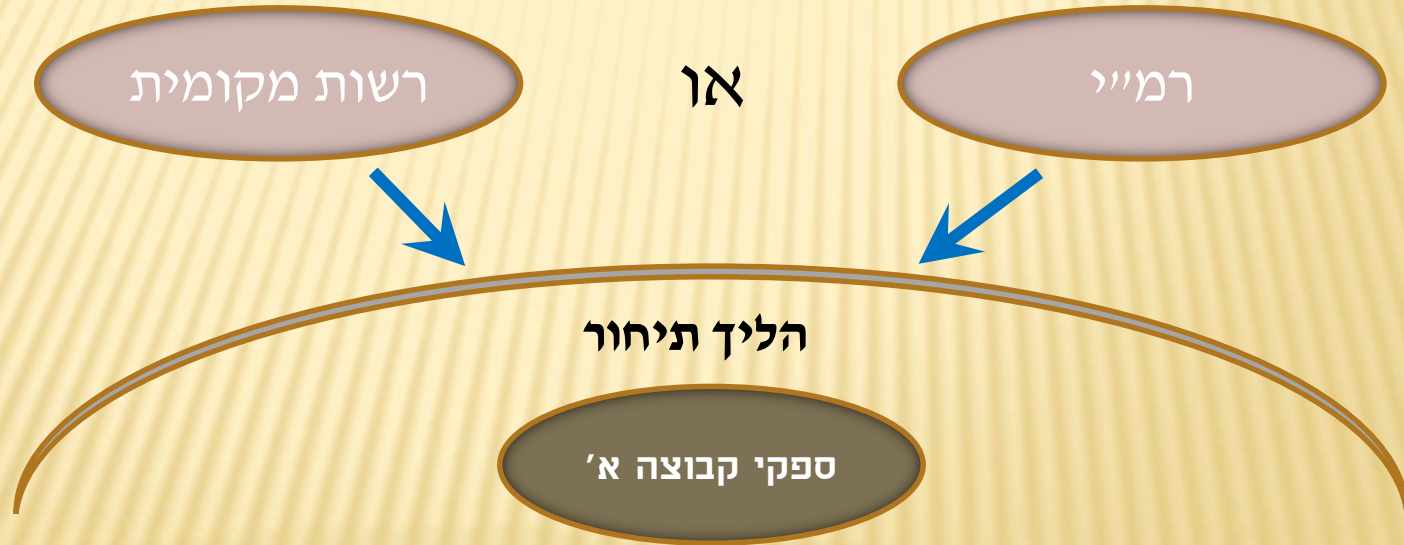 רמ״י
או
רשות מקומית
הליך תיחור
ספקי קבוצה א׳